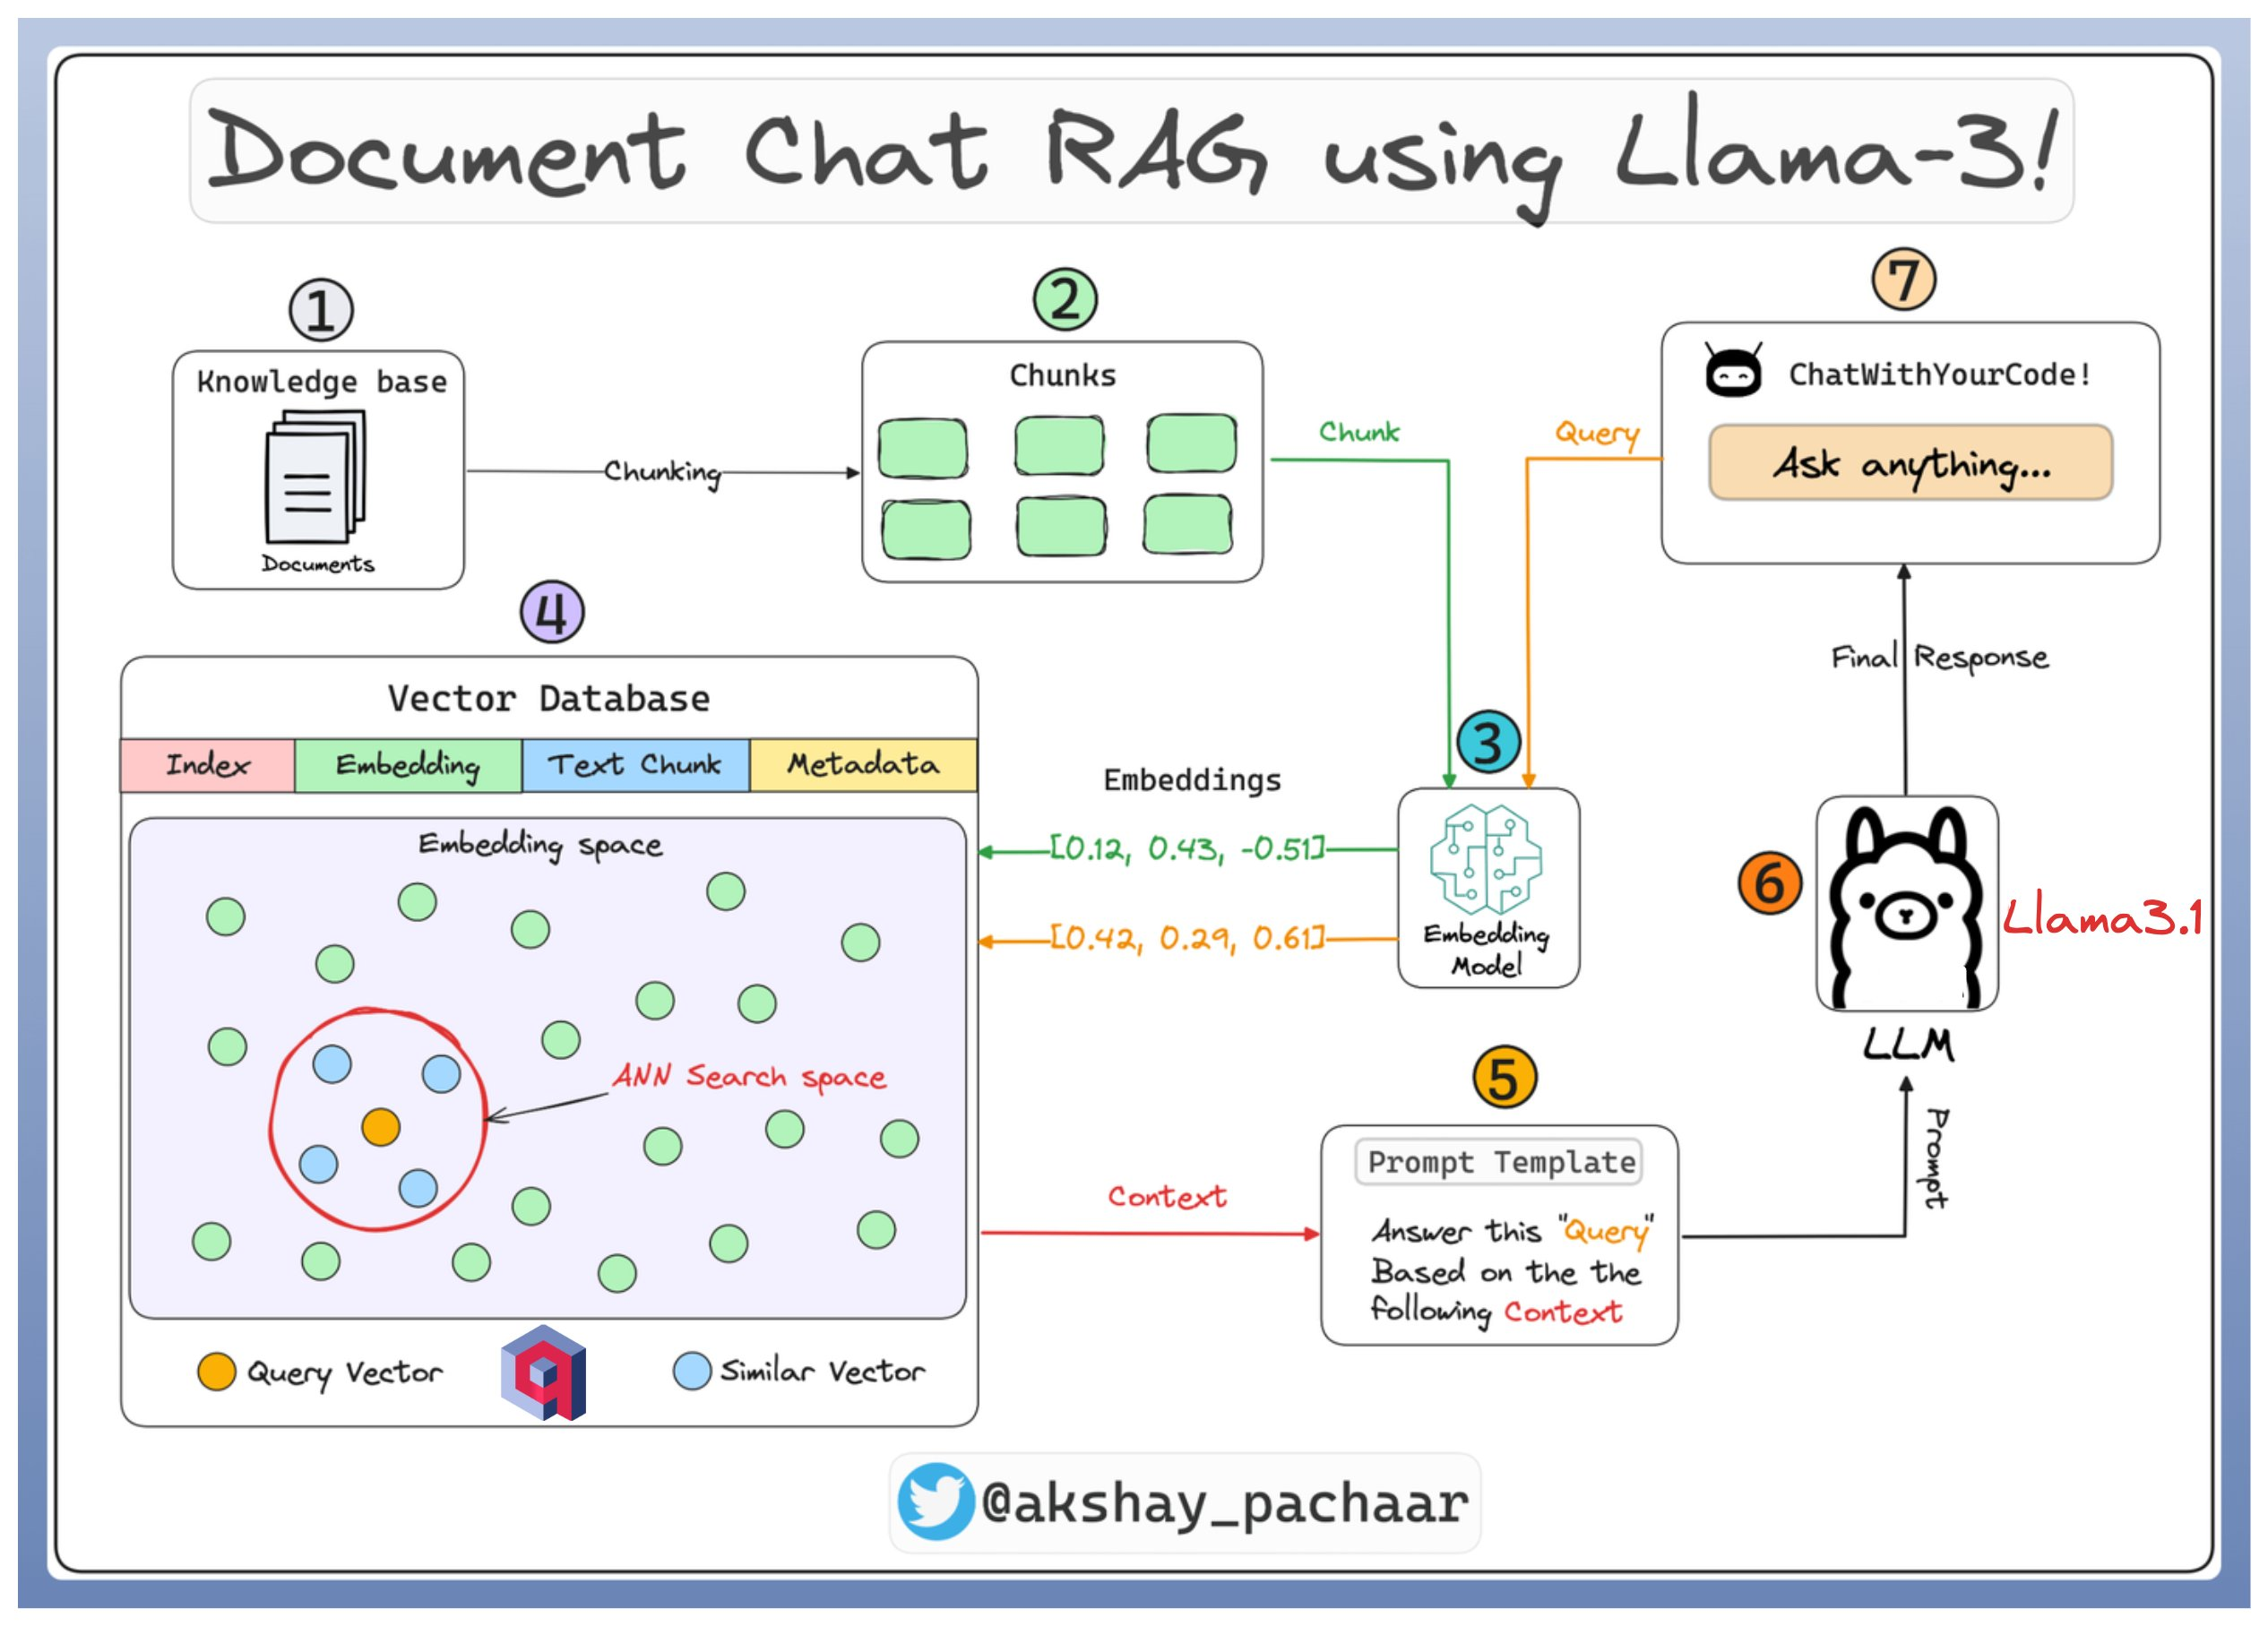 Document Chat RAG using Llama-3!
1
Knowledge base
Documents
Chunking
2
Chunks
Chunk
Query
7
ChatWithYourCode!
Ask anything...
Final Response
4
Vector Database
Index
Embedding
Text Chunk
Metadata
Embedding space
ANN Search space
Query Vector
Similar Vector
Embeddings
[0.12, 0.43, -0.51]
[0.42, 0.29, 0.61]
3
Embedding
Model
Context
5
Prompt Template
Answer this "Query"
Based on the the
following Context
Prompt
6
Llama3.1
LLM
@akshay_pachaar